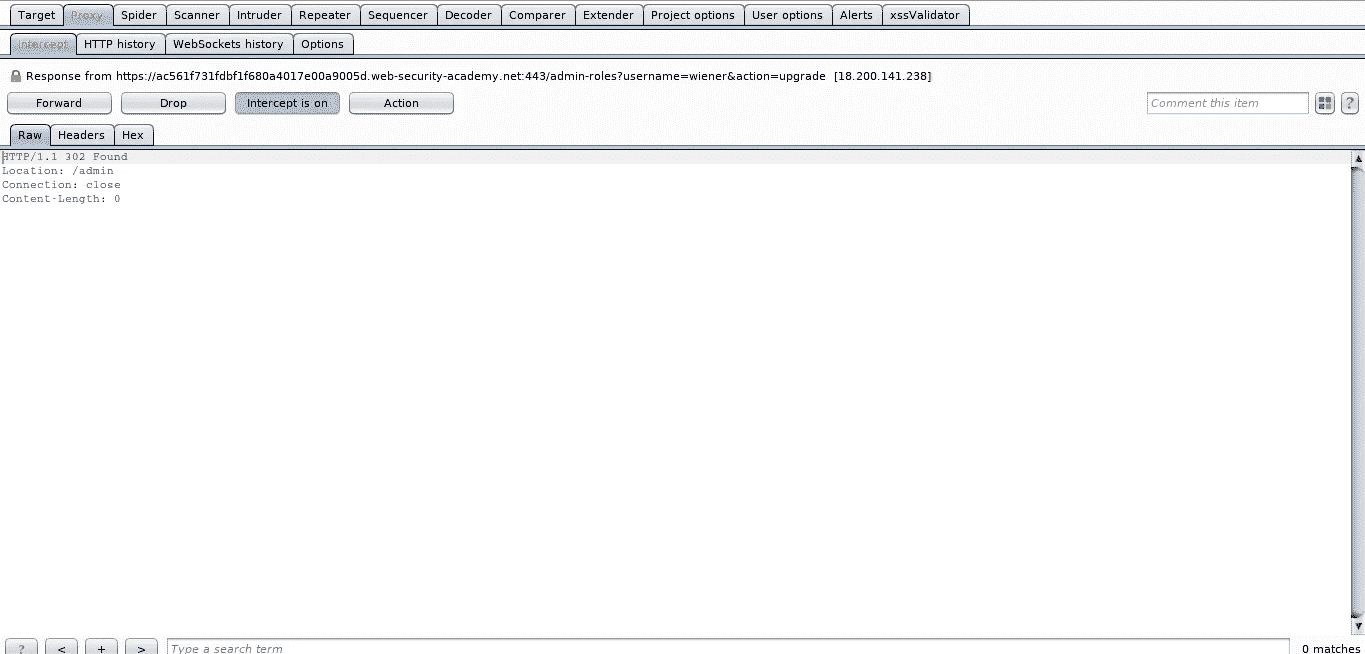 Target Proxy Spider Scanner Intruder Repeater Sequencer Decoder Comparer Extender Project options User options Alerts xssValidator
Intercept HTTP history WebSockets history Options
Response from https://ac561f731fdbf1f680a4017e00a9005d.web-security-academy.net:443/admin-roles?username=wiener&action=upgrade [18.200.141.238]
Forward Drop Intercept is on Action Comment this item ?
Raw Headers Hex
HTTP/1.1 302 Found
Location: /admin
Connection: close
Content-Length: 0
? < + > Type a search term 0 matches